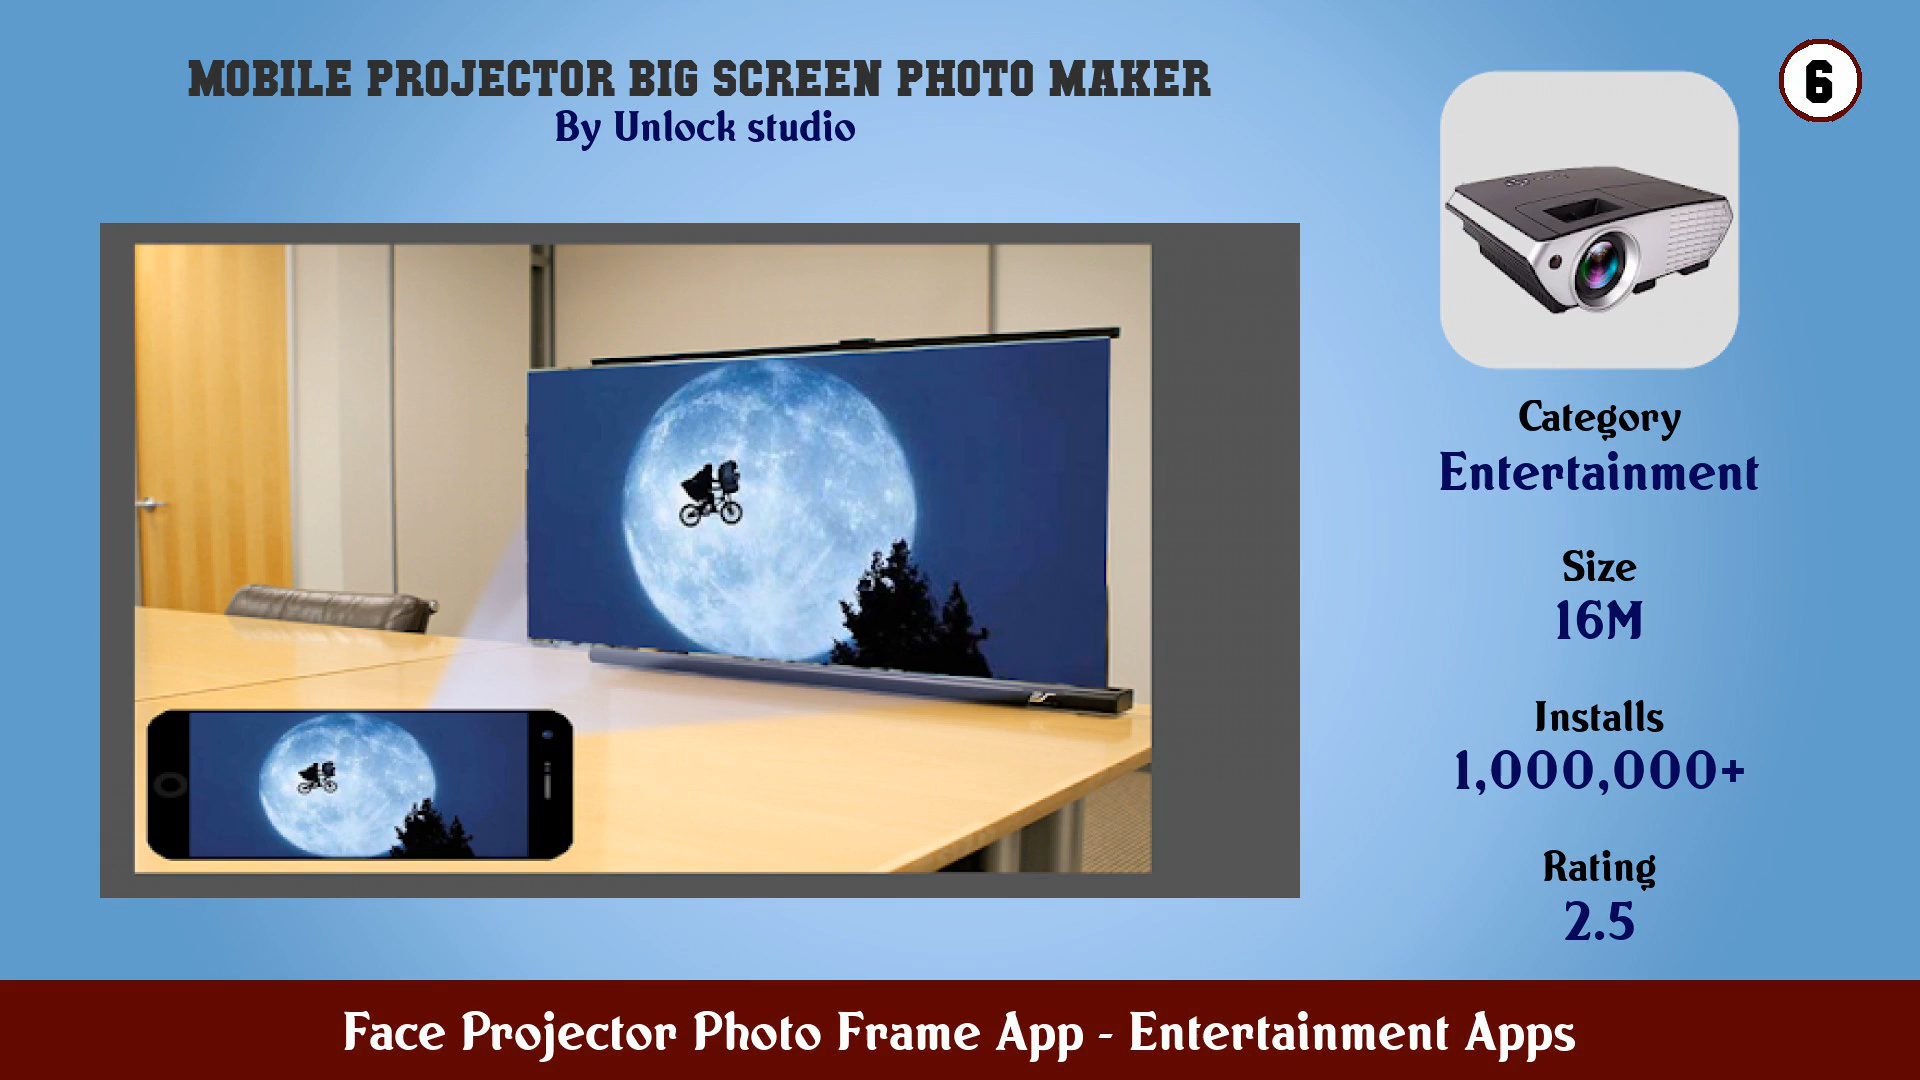 MOBILE PROJECTOR BIG SCREEN PHOTO MAKER
By Unlock studio
6
Category
Entertainment
Size
16M
Installs
1,000,000+
Rating
2.5
Face Projector Photo Frame App - Entertainment Apps